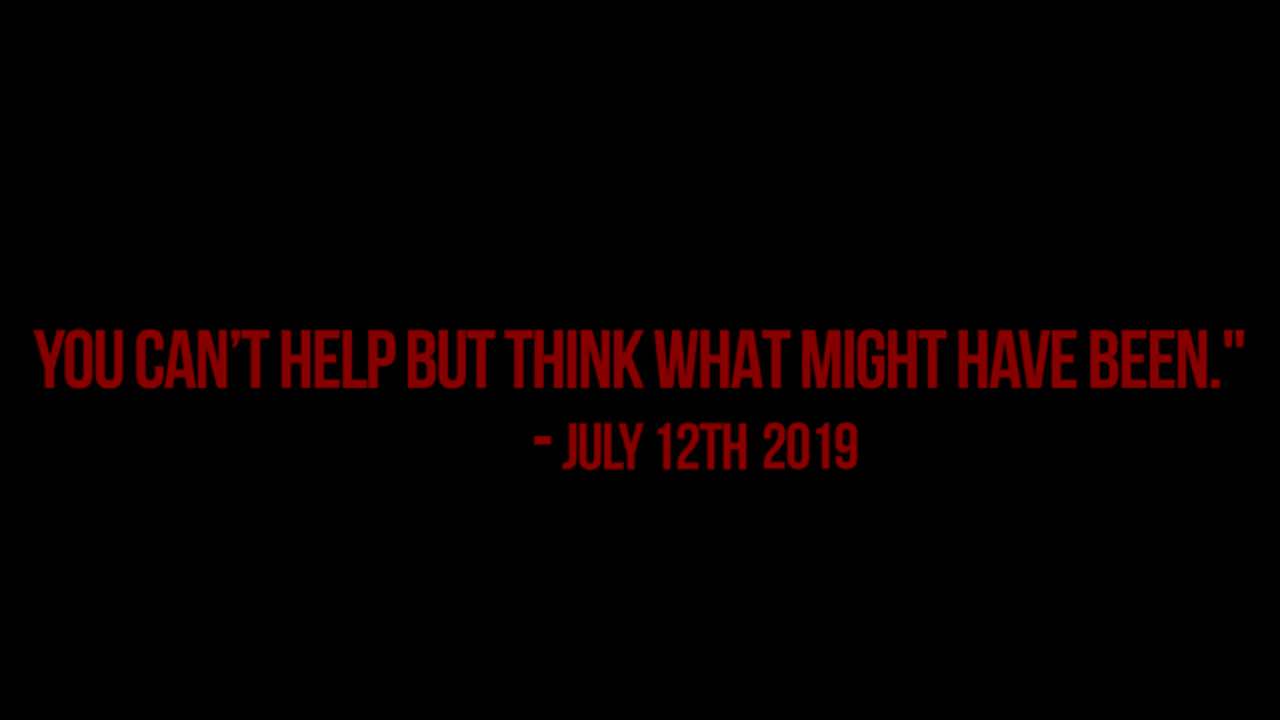 YOU CAN’T HELP BUT THINK WHAT MIGHT HAVE BEEN."
- JULY 12TH 2019